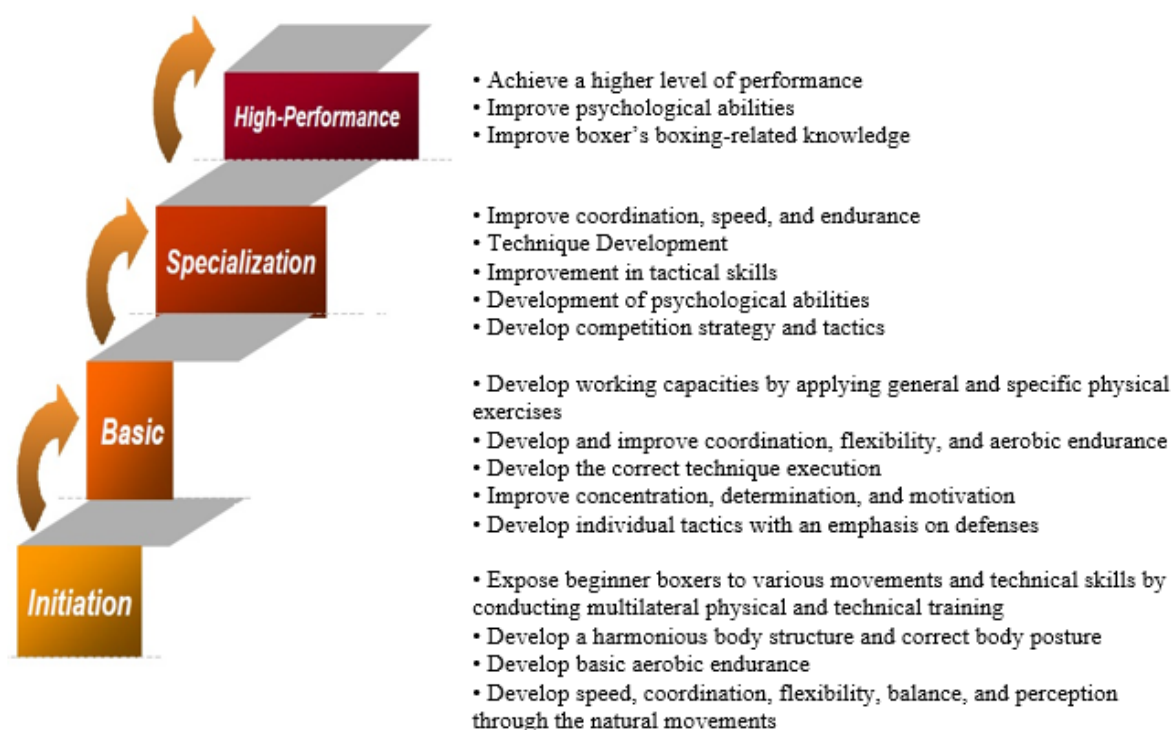 High-Performance
• Achieve a higher level of performance
• Improve psychological abilities
• Improve boxer’s boxing-related knowledge
Specialization
• Improve coordination, speed, and endurance
• Technique Development
• Improvement in tactical skills
• Development of psychological abilities
• Develop competition strategy and tactics
Basic
• Develop working capacities by applying general and specific physical
exercises
• Develop and improve coordination, flexibility, and aerobic endurance
• Develop the correct technique execution
• Improve concentration, determination, and motivation
• Develop individual tactics with an emphasis on defenses
Initiation
• Expose beginner boxers to various movements and technical skills by
conducting multilateral physical and technical training
• Develop a harmonious body structure and correct body posture
• Develop basic aerobic endurance
• Develop speed, coordination, flexibility, balance, and perception
through the natural movements